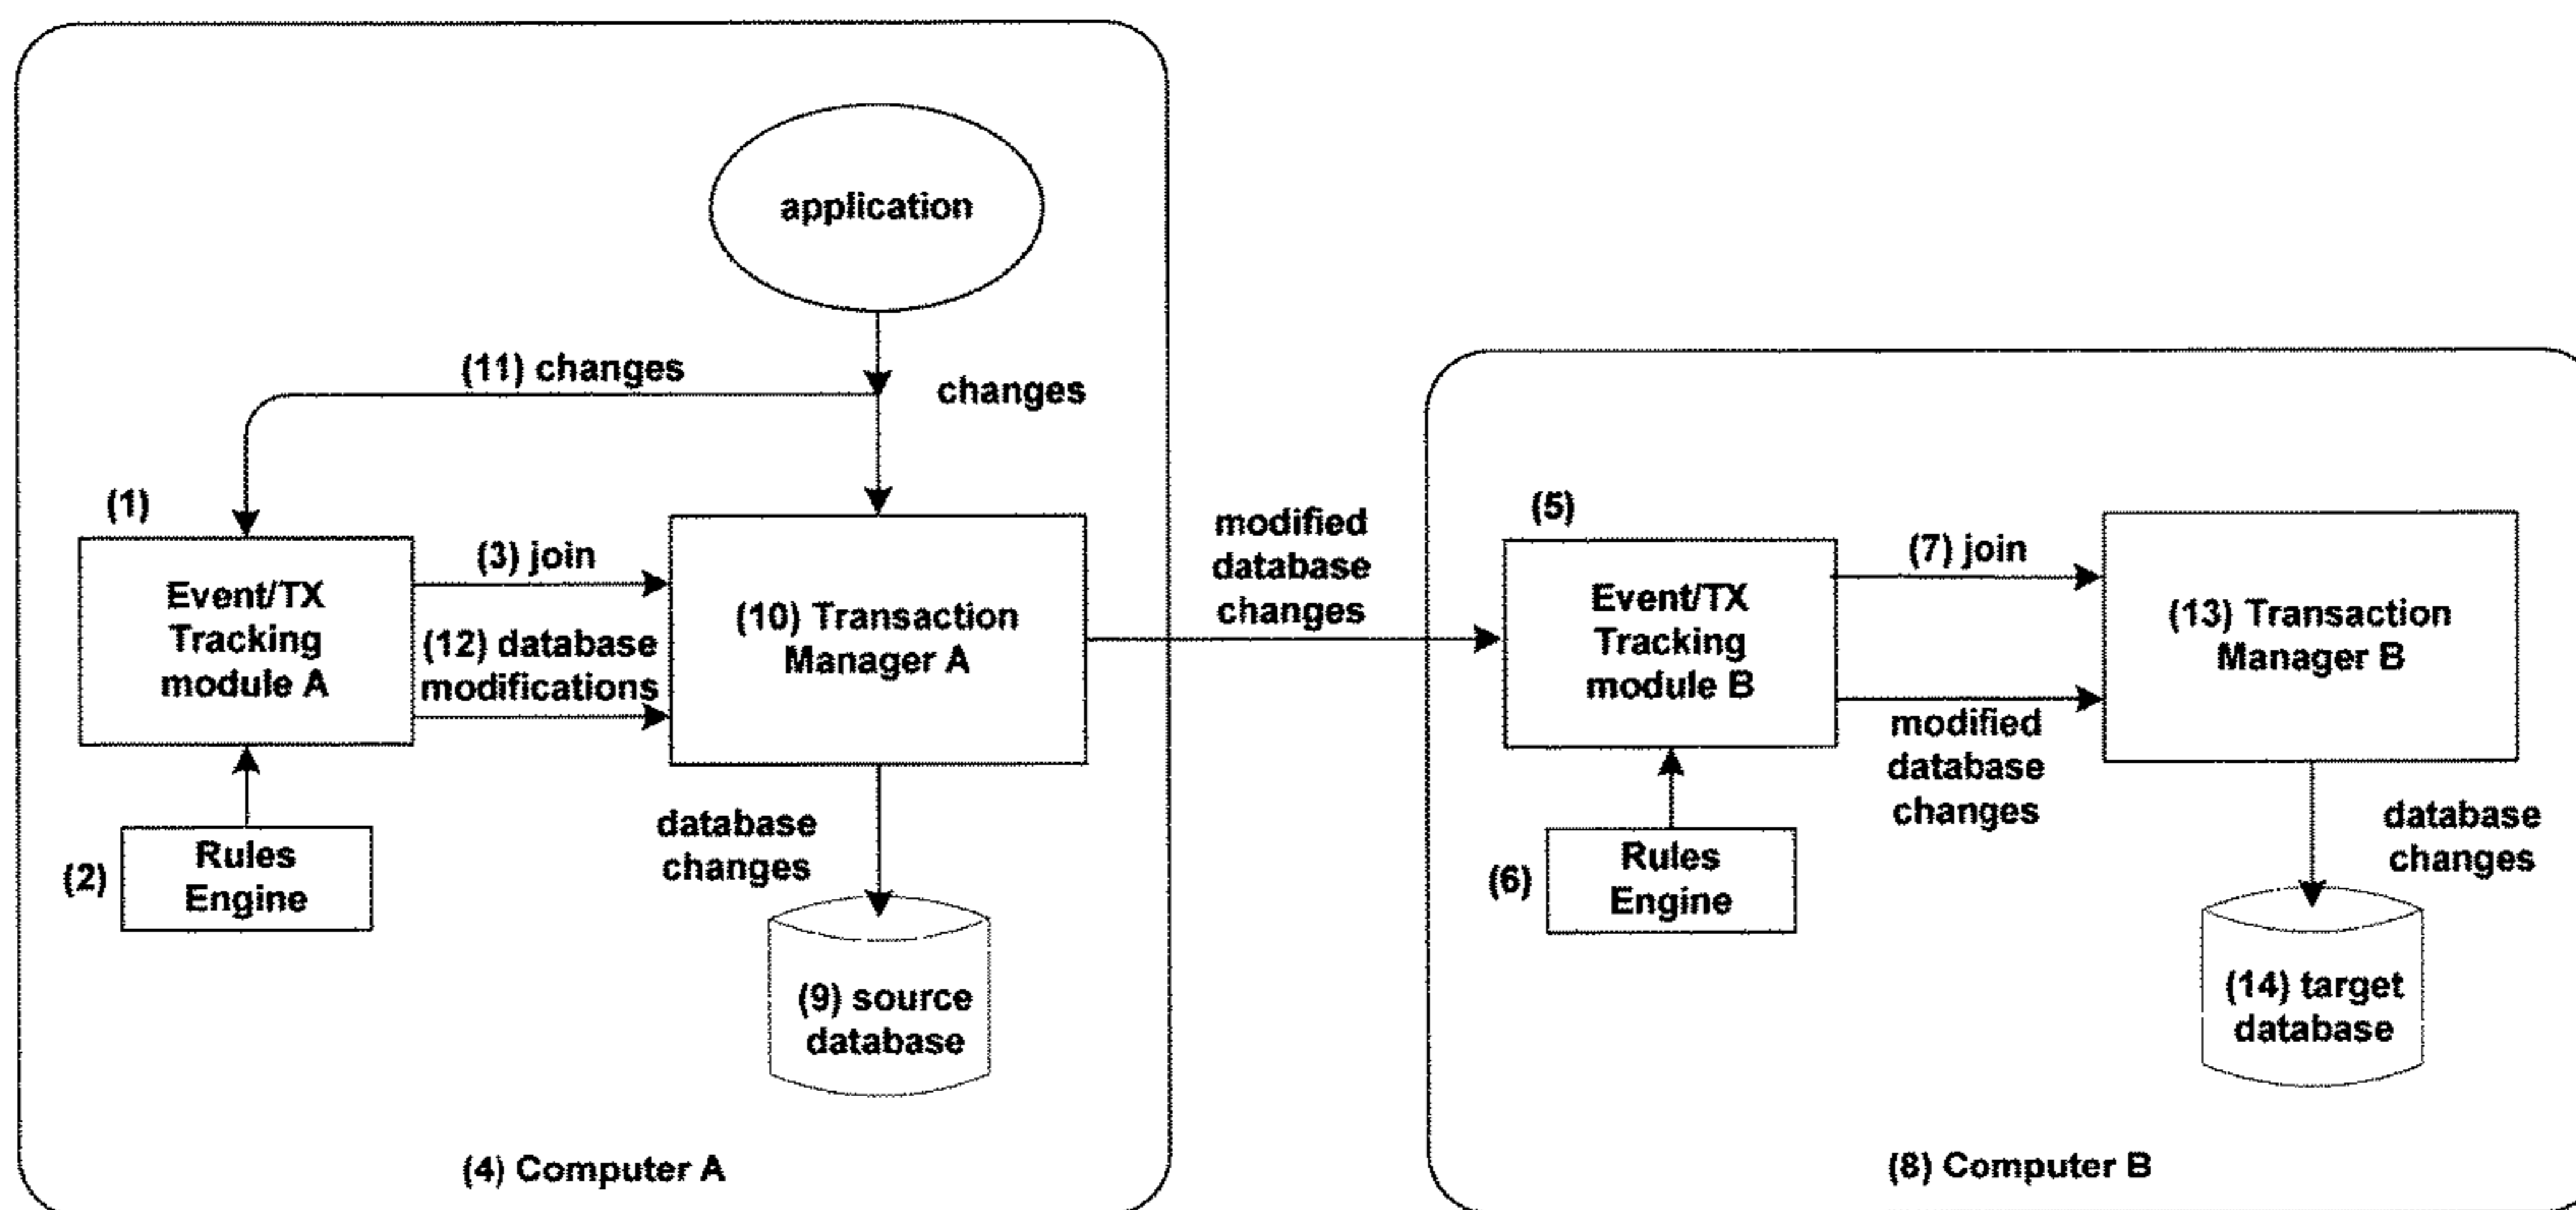 application
(11) changes
changes
(1)
Event/TX
Tracking
module A
(3) join
(12) database
modifications
(10) Transaction
Manager A
modified
database
changes
(2)
Rules
Engine
database
changes
(9) source
database
(4) Computer A
(5)
Event/TX
Tracking
module B
(7) join
modified
database
changes
(13) Transaction
Manager B
(6)
Rules
Engine
database
changes
(14) target
database
(8) Computer B